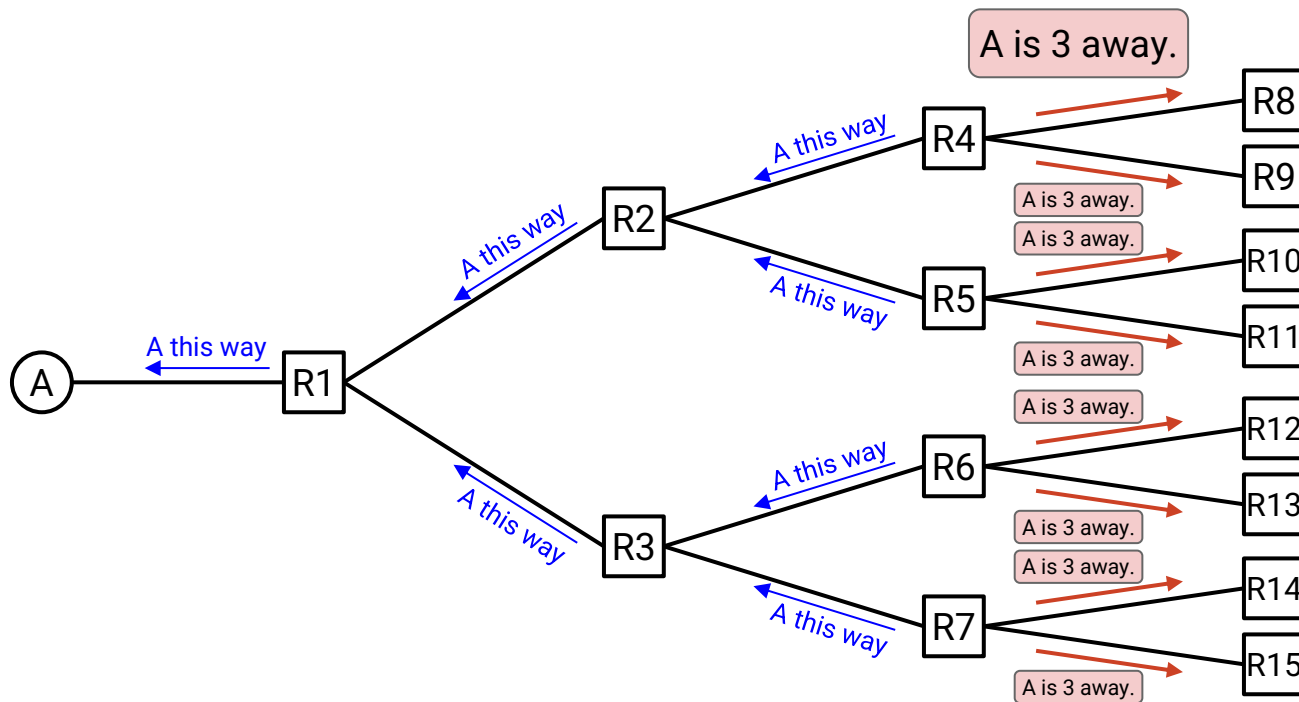 A is 3 away.
R8
A this way
R4
R9
A is 3 away.
R2
A this way
A is 3 away.
R10
A this way
R5
R11
A this way
A is 3 away.
A
R1
A is 3 away.
R12
A this way
R6
R13
A this way
A is 3 away.
R3
A is 3 away.
R14
A this way
R7
R15
A is 3 away.